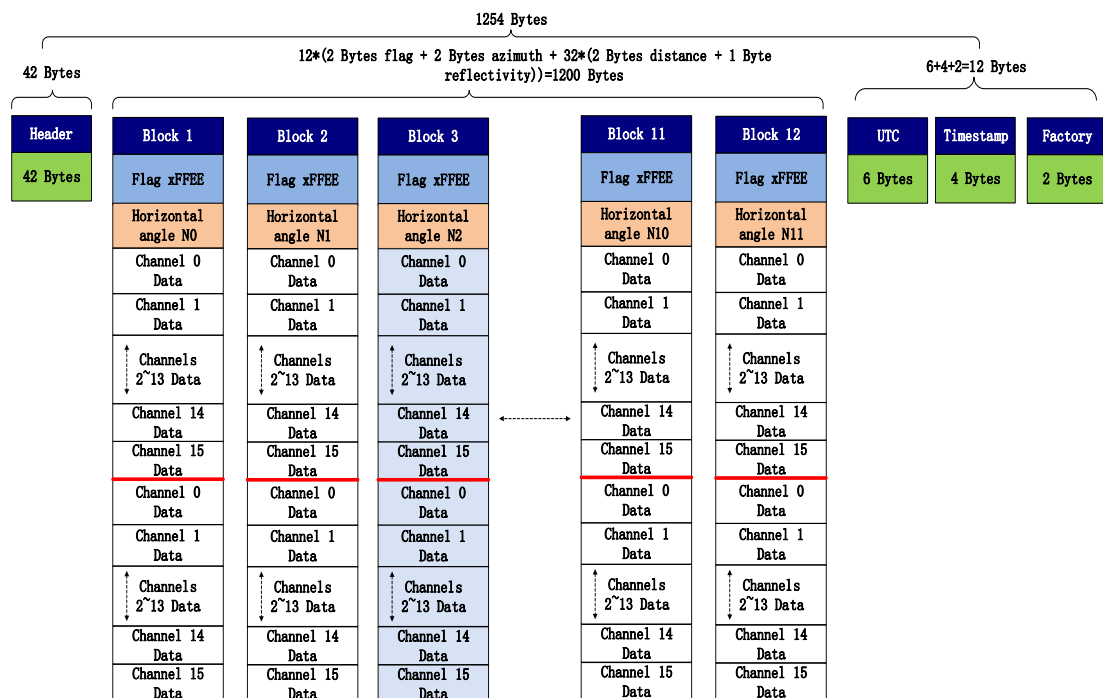 1254 Bytes
12*(2 Bytes flag + 2 Bytes azimuth + 32*(2 Bytes distance + 1 Byte
reflectivity))=1200 Bytes
42 Bytes
6+4+2=12 Bytes
Header
42 Bytes
Block 1
Flag xFFEE
Horizontal
angle N0
Channel 0
Data
Channel 1
Data
Channels
2~13 Data
Channel 14
Data
Channel 15
Data
Channel 0
Data
Channel 1
Data
Channels
2~13 Data
Channel 14
Data
Channel 15
Data
Block 2
Flag xFFEE
Horizontal
angle N1
Channel 0
Data
Channel 1
Data
Channels
2~13 Data
Channel 14
Data
Channel 15
Data
Channel 0
Data
Channel 1
Data
Channels
2~13 Data
Channel 14
Data
Channel 15
Data
Block 3
Flag xFFEE
Horizontal
angle N2
Channel 0
Data
Channel 1
Data
Channels
2~13 Data
Channel 14
Data
Channel 15
Data
Channel 0
Data
Channel 1
Data
Channels
2~13 Data
Channel 14
Data
Channel 15
Data
Block 11
Flag xFFEE
Horizontal
angle N10
Channel 0
Data
Channel 1
Data
Channels
2~13 Data
Channel 14
Data
Channel 15
Data
Channel 0
Data
Channel 1
Data
Channels
2~13 Data
Channel 14
Data
Channel 15
Data
Block 12
Flag xFFEE
Horizontal
angle N11
Channel 0
Data
Channel 1
Data
Channels
2~13 Data
Channel 14
Data
Channel 15
Data
Channel 0
Data
Channel 1
Data
Channels
2~13 Data
Channel 14
Data
Channel 15
Data
UTC
6 Bytes
Timestamp
4 Bytes
Factory
2 Bytes